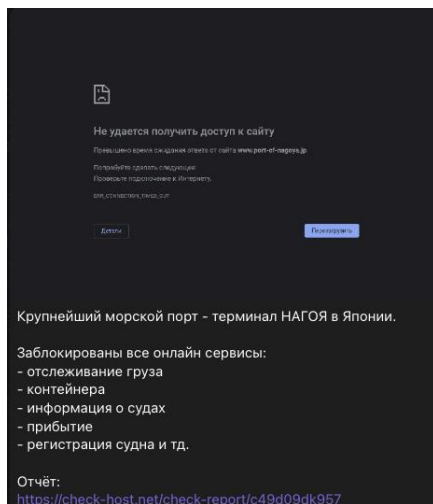 Не удается получить доступ к сайту
Превышено время ожидания ответа от сайта www.port-of-nagoya.jp
Попробуйте сделать следующее:
Проверьте подключение к Интернету.
ERR_CONNECTION_TIMED_OUT
Детали
Перезагрузить
Крупнейший морской порт - терминал НАГОЯ в Японии.
Заблокированы все онлайн сервисы:
- отслеживание груза
- контейнера
- информация о судах
- прибытие
- регистрация судна и тд.
Отчёт:
https://check-host.net/check-report/c49d09dk957